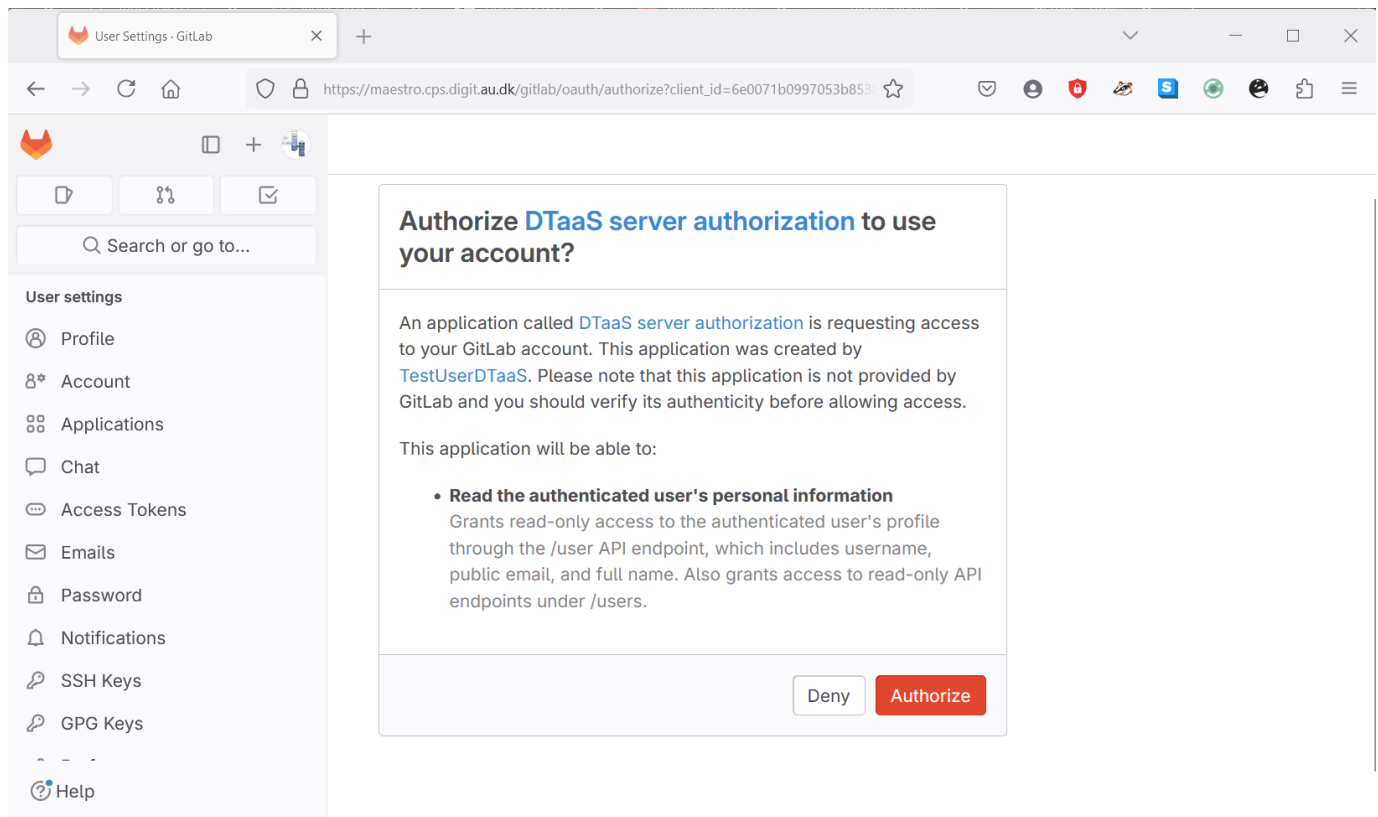 User Settings · GitLab
https://maestro.cps.digit.au.dk/gitlab/oauth/authorize?client_id=6e0071b0997053b853
S
Search or go to...
User settings
Profile
Account
Applications
Chat
Access Tokens
Emails
Password
Notifications
SSH Keys
GPG Keys
Help
Authorize DTaaS server authorization to use
your account?
An application called DTaaS server authorization is requesting access
to your GitLab account. This application was created by
TestUserDTaaS. Please note that this application is not provided by
GitLab and you should verify its authenticity before allowing access.
This application will be able to:
• Read the authenticated user's personal information
Grants read-only access to the authenticated user's profile
through the /user API endpoint, which includes username,
public email, and full name. Also grants access to read-only API
endpoints under /users.
Deny
Authorize